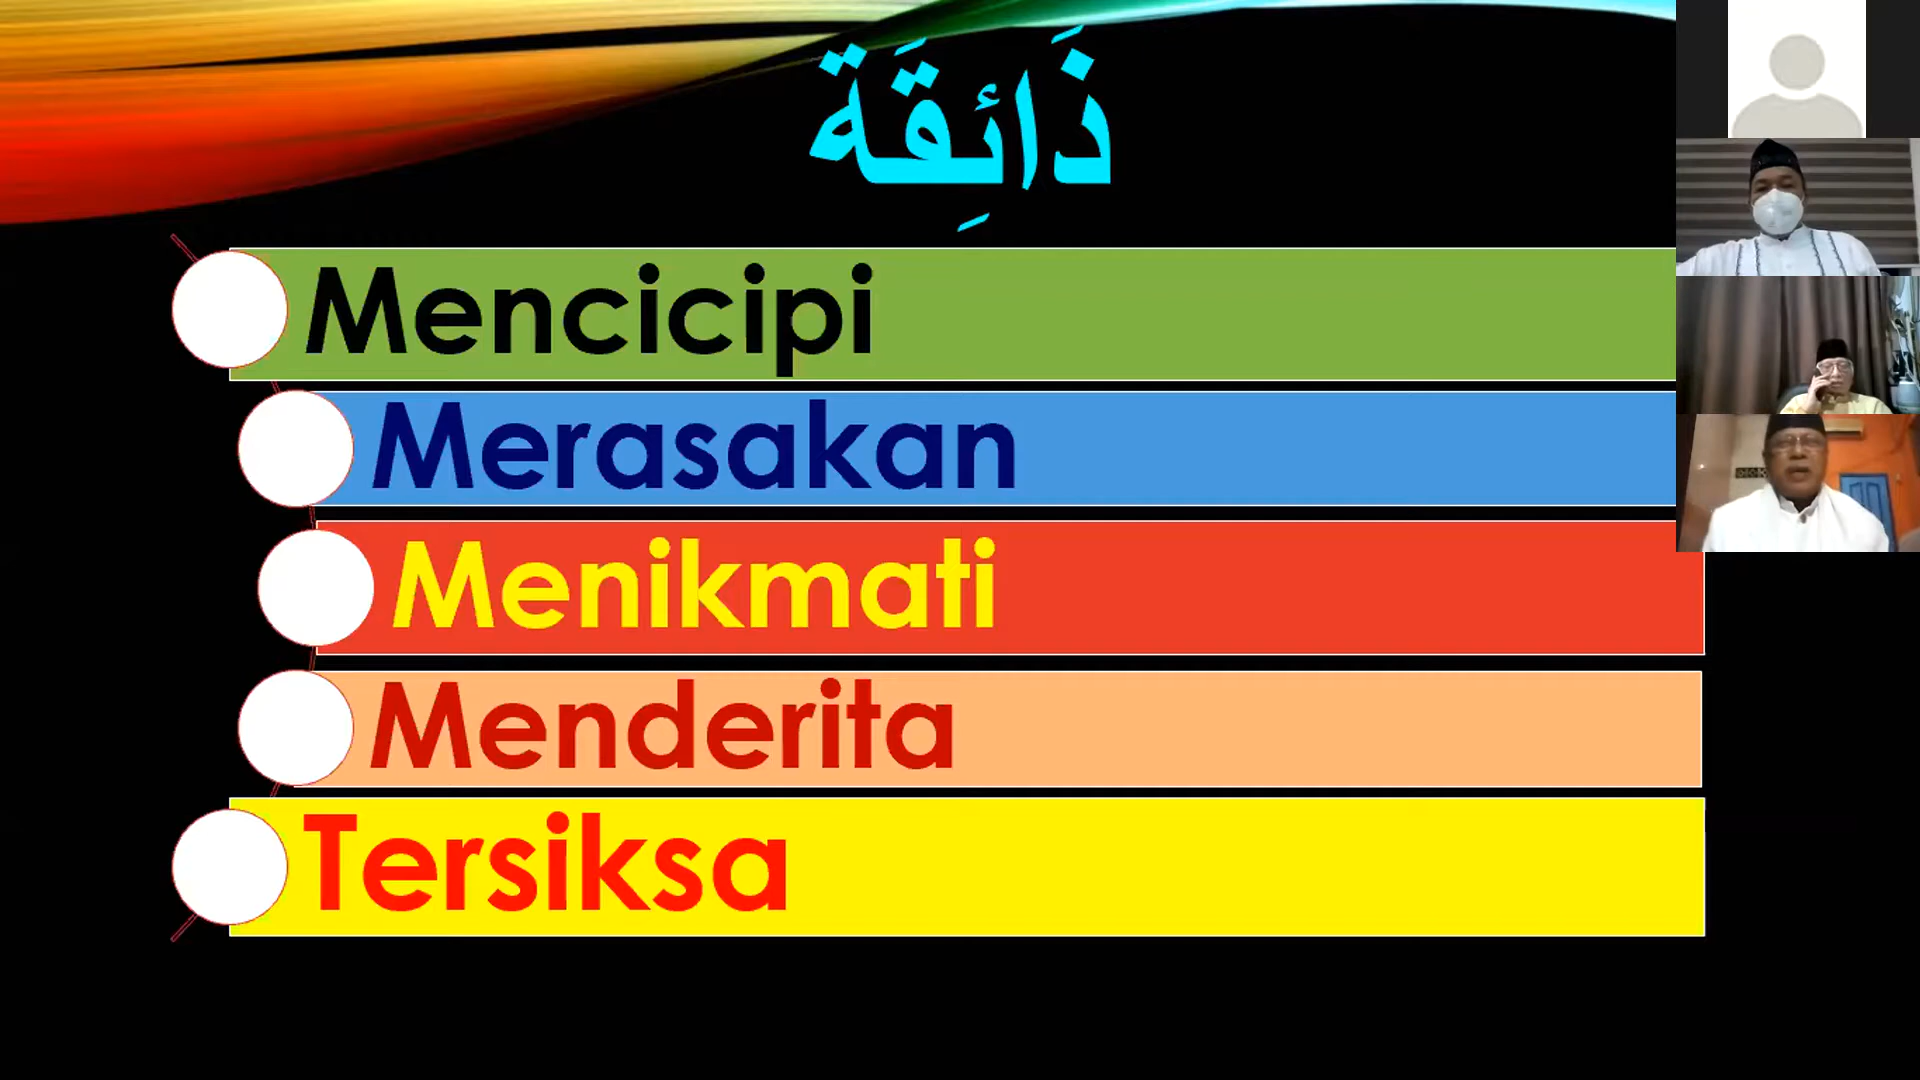 ذَائِقَة
Mencicipi
Merasakan
Menikmati
Menderita
Tersiksa